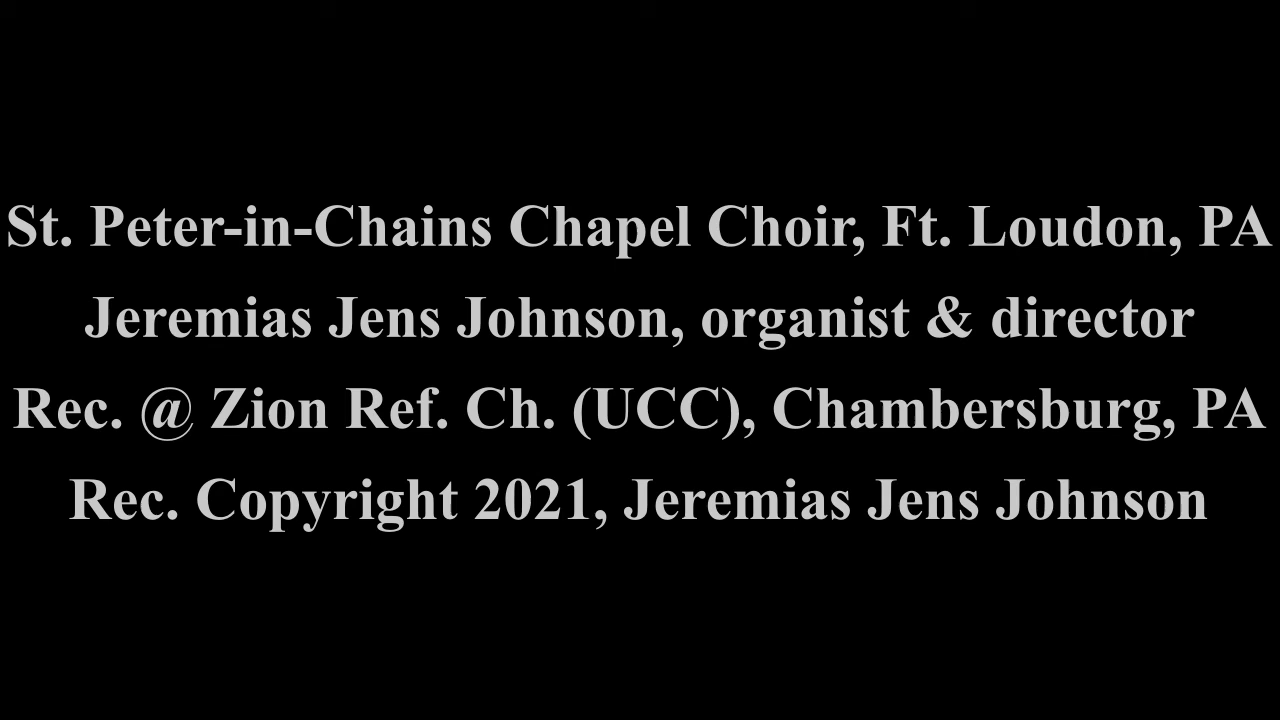 St. Peter-in-Chains Chapel Choir, Ft. Loudon, PA
Jeremias Jens Johnson, organist & director
Rec. @ Zion Ref. Ch. (UCC), Chambersburg, PA
Rec. Copyright 2021, Jeremias Jens Johnson